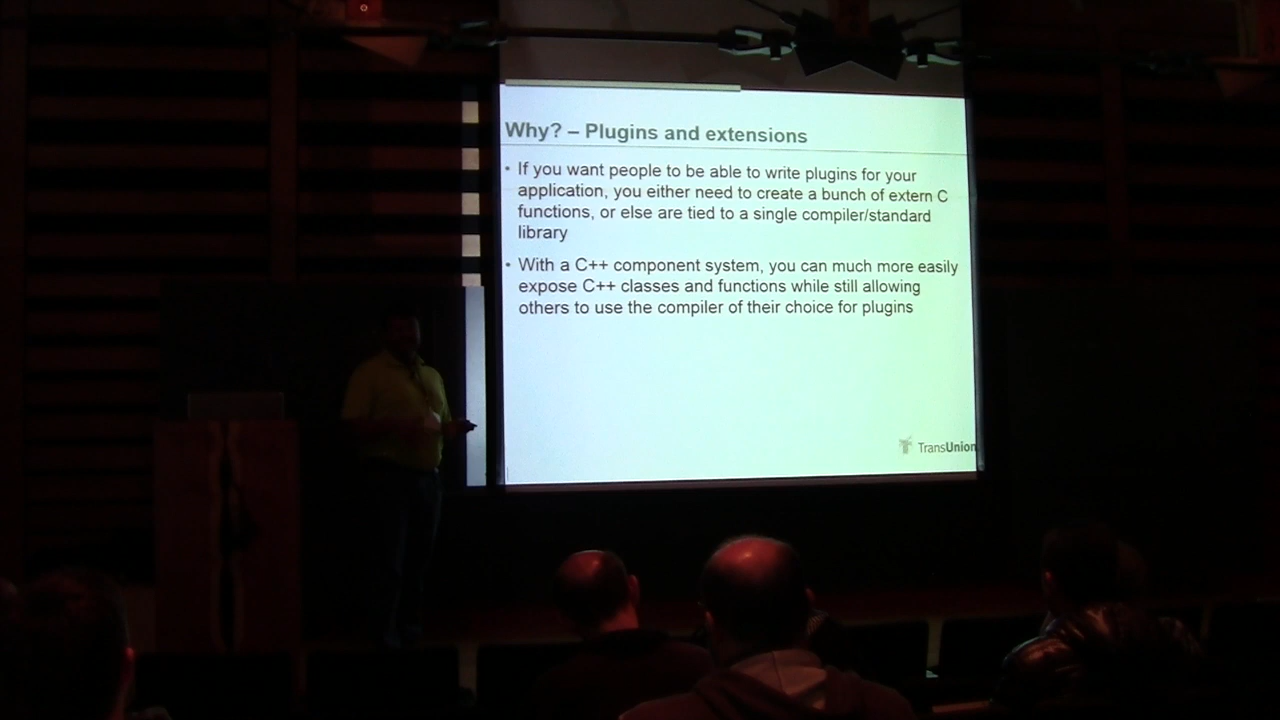 Why? – Plugins and extensions
• If you want people to be able to write plugins for your
application, you either need to create a bunch of extern C
functions, or else are tied to a single compiler/standard
library
• With a C++ component system, you can much more easily
expose C++ classes and functions while still allowing
others to use the compiler of their choice for plugins
TransUnion